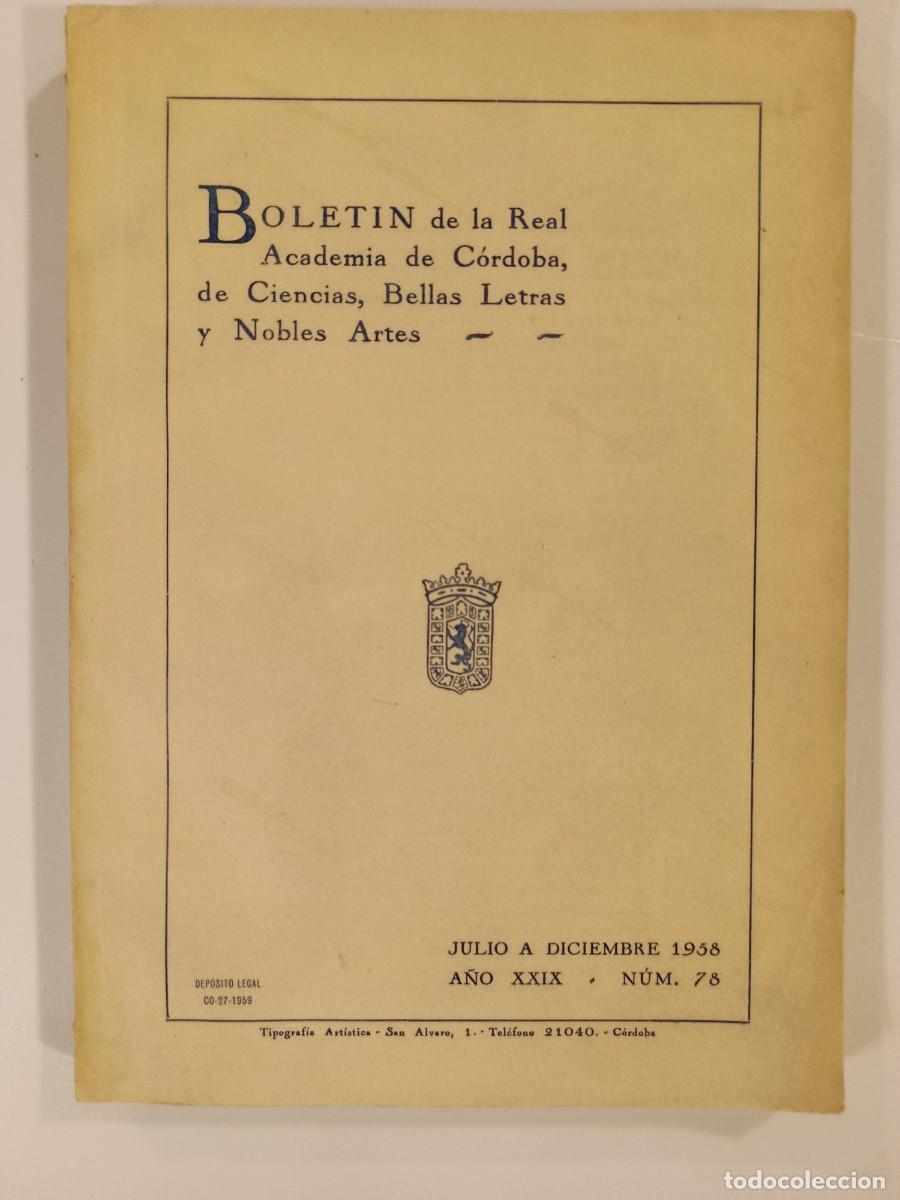 BOLETIN de la Real
Academia de Córdoba,
de Ciencias, Bellas Letras
y Nobles Artes
JULIO A DICIEMBRE 1958
AÑO XXIX - NÚM. 78
DEPÓSITO LEGAL
CO-27-1959
Tipografía Artística - San Alvaro, 1. - Teléfono 21040. - Córdoba
todocoleccion